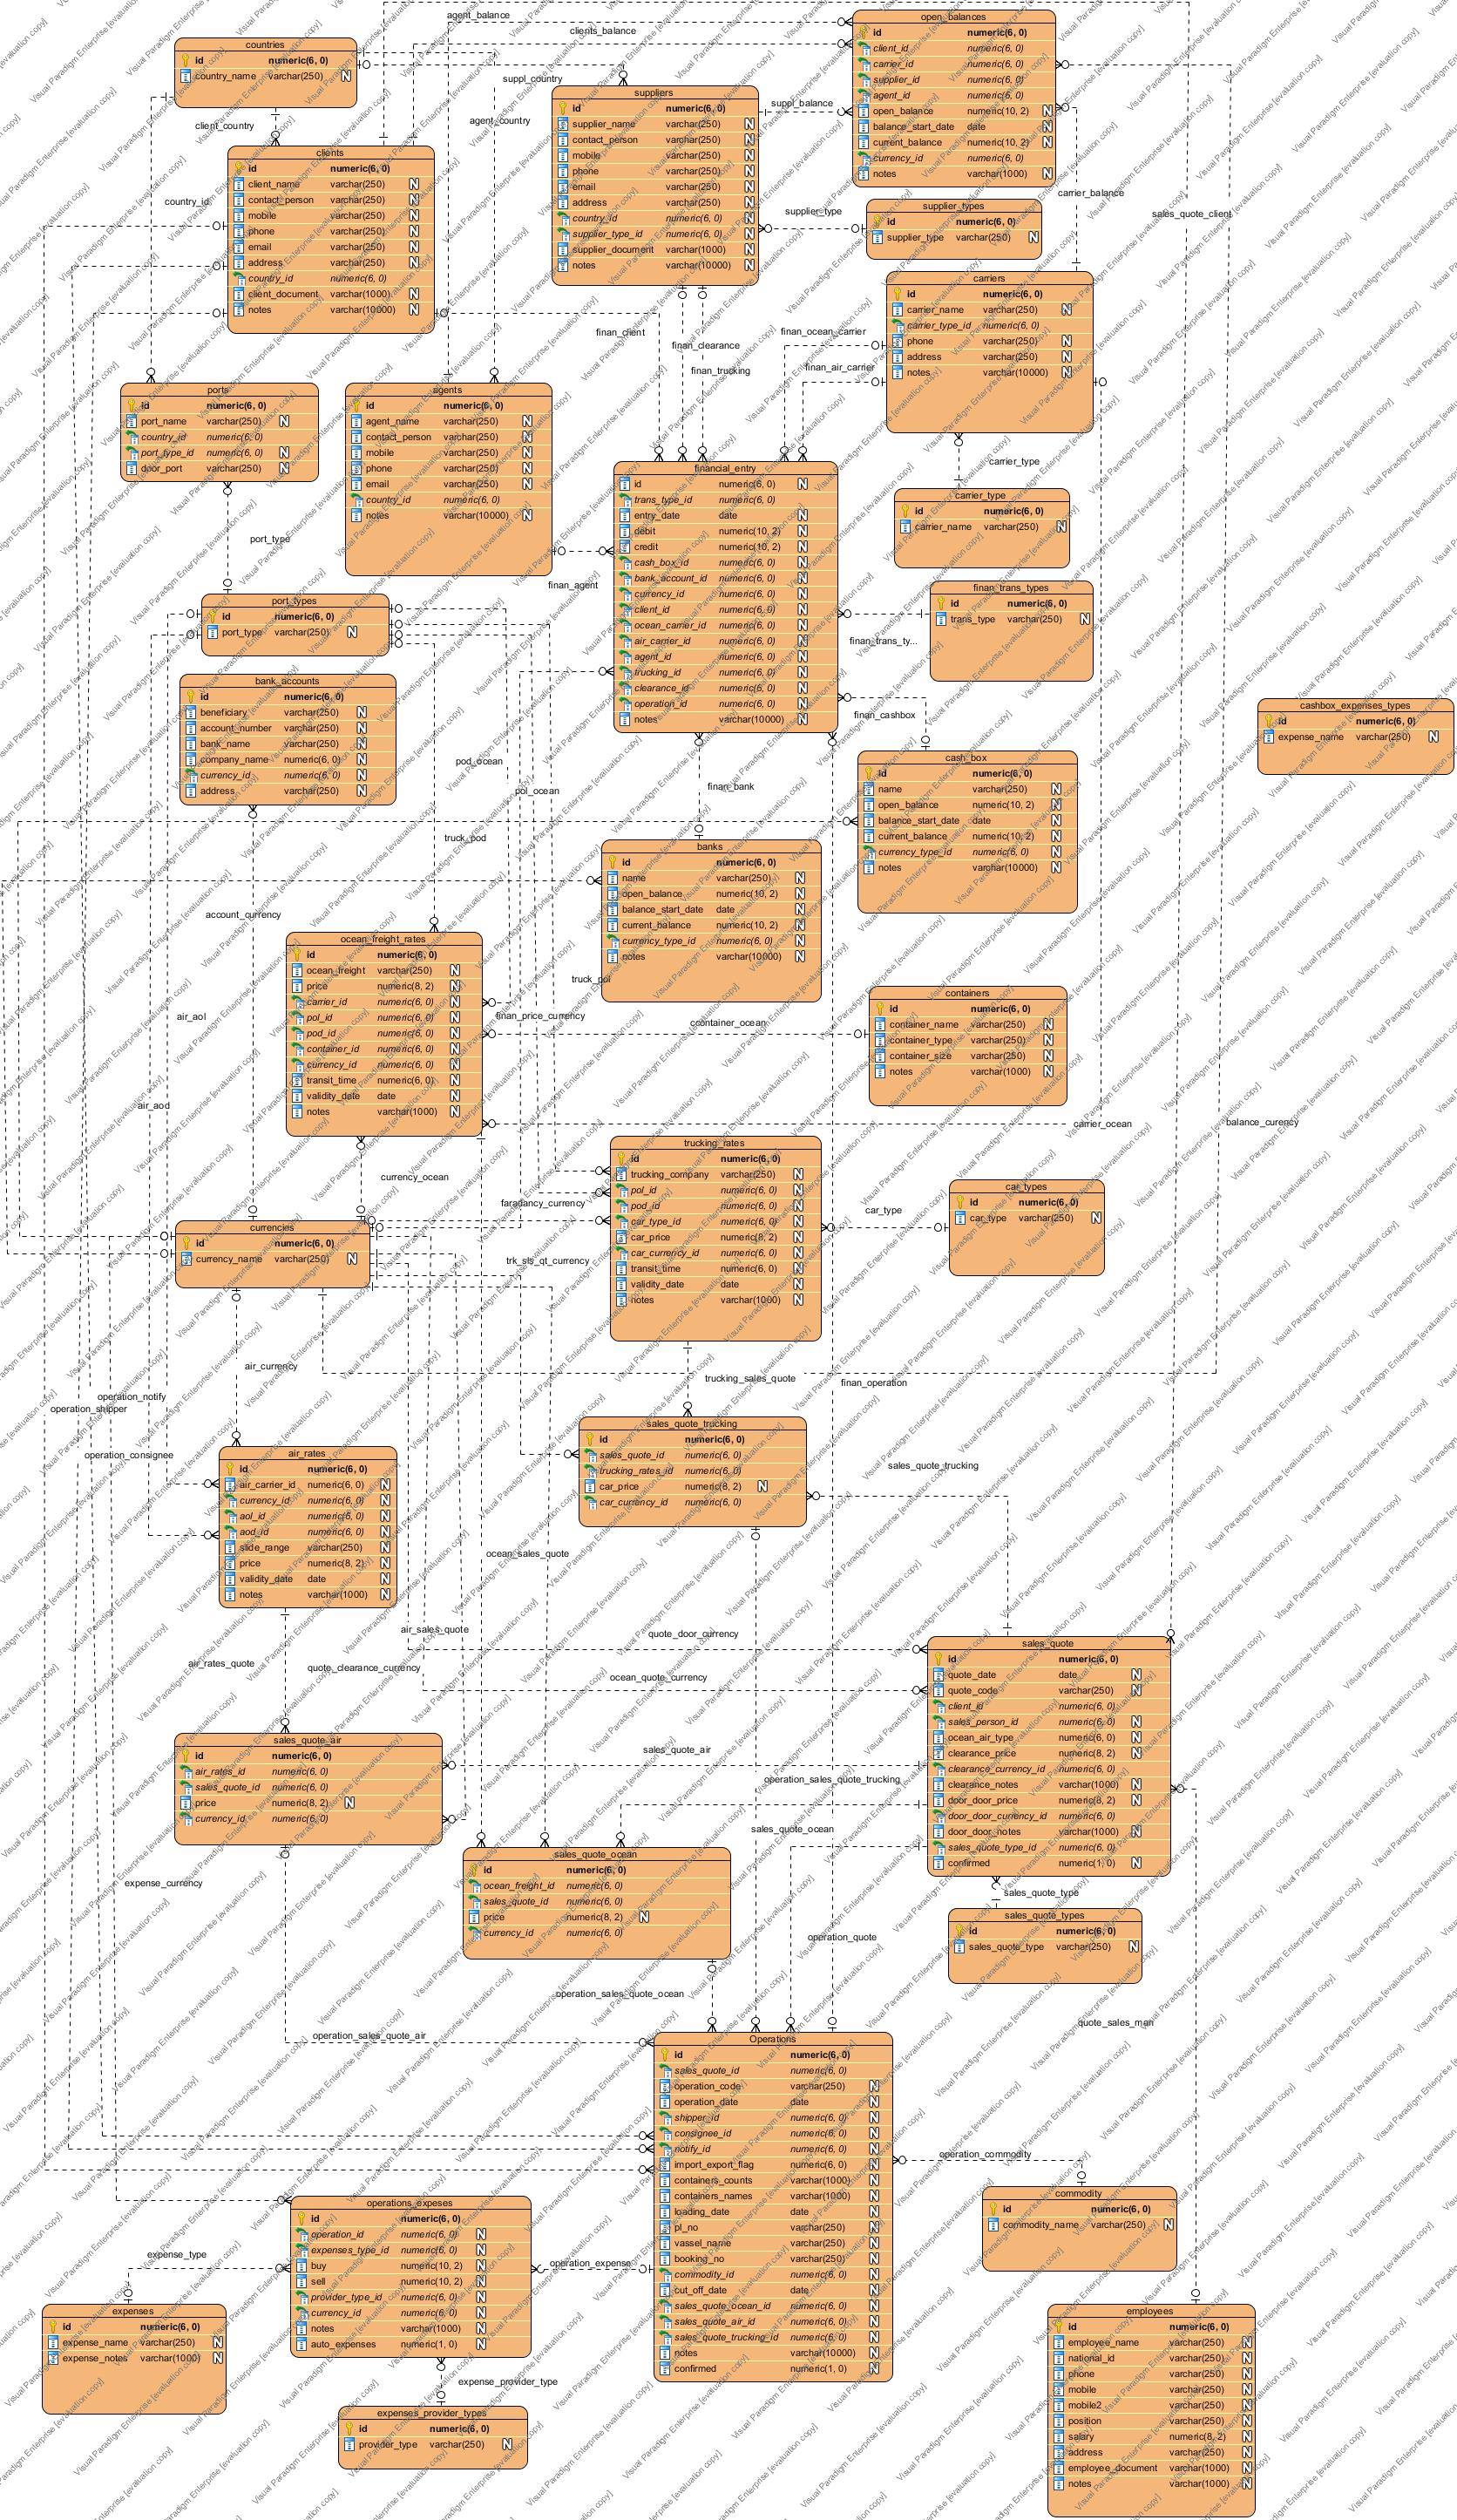 agent_balance
clients_balance
open_balances
id numeric(6, 0)
client_id numeric(6, 0)
carrier_id numeric(6, 0)
supplier_id numeric(6, 0)
agent_id numeric(6, 0)
open_balance numeric(10, 2) N
balance_start_date date N
current_balance numeric(10, 2) N
currency_id numeric(6, 0)
notes varchar(1000) N
countries
id numeric(6, 0)
country_name varchar(250) N
suppl_country
agent_country
client_country
country_id
suppl_balance
suppliers
id numeric(6, 0)
supplier_name varchar(250) N
contact_person varchar(250) N
mobile varchar(250) N
phone varchar(250) N
email varchar(250) N
address varchar(250) N
country_id numeric(6, 0)
supplier_type_id numeric(6, 0) N
supplier_document varchar(1000) N
notes varchar(10000) N
clients
id numeric(6, 0)
client_name varchar(250) N
contact_person varchar(250) N
mobile varchar(250) N
phone varchar(250) N
email varchar(250) N
address varchar(250) N
country_id numeric(6, 0)
client_document varchar(1000) N
notes varchar(10000) N
carrier_balance
sales_quote_client
supplier_type
supplier_types
id numeric(6, 0)
supplier_type varchar(250) N
carriers
id numeric(6, 0)
carrier_name varchar(250) N
carrier_type_id numeric(6, 0)
phone varchar(250) N
address varchar(250) N
notes varchar(10000) N
finan_client
finan_clearance
finan_trucking
finan_ocean_carrier
finan_air_carrier
ports
id numeric(6, 0)
port_name varchar(250) N
country_id numeric(6, 0)
port_type_id numeric(6, 0) N
door_port varchar(250) N
agents
id numeric(6, 0)
agent_name varchar(250) N
contact_person varchar(250) N
mobile varchar(250) N
phone varchar(250) N
email varchar(250) N
country_id numeric(6, 0)
notes varchar(10000) N
financial_entry
id numeric(6, 0) N
trans_type_id numeric(6, 0)
entry_date date N
debit numeric(10, 2) N
credit numeric(10, 2) N
cash_box_id numeric(6, 0) N
bank_account_id numeric(6, 0) N
currency_id numeric(6, 0) N
client_id numeric(6, 0) N
ocean_carrier_id numeric(6, 0) N
air_carrier_id numeric(6, 0) N
agent_id numeric(6, 0) N
trucking_id numeric(6, 0) N
clearance_id numeric(6, 0) N
operation_id numeric(6, 0) N
notes varchar(10000) N
carrier_type
carrier_type
id numeric(6, 0)
carrier_name varchar(250) N
port_type
finan_agent
finan_trans_types
id numeric(6, 0)
trans_type varchar(250) N
finan_trans_ty...
port_types
id numeric(6, 0)
port_type varchar(250) N
bank_accounts
id numeric(6, 0)
beneficiary varchar(250) N
account_number varchar(250) N
bank_name varchar(250) N
company_name numeric(6, 0) N
currency_id numeric(6, 0) N
address varchar(250) N
cashbox_expenses_types
id numeric(6, 0)
expense_name varchar(250) N
finan_cashbox
cash_box
id numeric(6, 0)
name varchar(250) N
open_balance numeric(10, 2) N
balance_start_date date N
current_balance numeric(10, 2) N
currency_type_id numeric(6, 0) N
notes varchar(10000) N
pod_ocean
pol_ocean
truck_pod
finan_bank
banks
id numeric(6, 0)
name varchar(250) N
open_balance numeric(10, 2) N
balance_start_date date N
current_balance numeric(10, 2) N
currency_type_id numeric(6, 0) N
notes varchar(10000) N
account_currency
ocean_freight_rates
id numeric(6, 0)
ocean_freight varchar(250) N
price numeric(8, 2) N
carrier_id numeric(6, 0) N
pol_id numeric(6, 0) N
pod_id numeric(6, 0) N
container_id numeric(6, 0) N
currency_id numeric(6, 0) N
transit_time numeric(6, 0) N
validity_date date N
notes varchar(1000) N
truck_pol
finan_price_currency
ccontainer_ocean
containers
id numeric(6, 0)
container_name varchar(250) N
container_type varchar(250) N
container_size varchar(250) N
notes varchar(1000) N
air_aol
air_aod
carrier_ocean
balance_curency
trucking_rates
id numeric(6, 0)
trucking_company varchar(250) N
pol_id numeric(6, 0) N
pod_id numeric(6, 0) N
car_type_id numeric(6, 0) N
car_price numeric(8, 2) N
car_currency_id numeric(6, 0) N
transit_time numeric(6, 0) N
validity_date date N
notes varchar(1000) N
currency_ocean
faradancy_currency
car_type
car_types
id numeric(6, 0)
car_type varchar(250) N
currencies
id numeric(6, 0)
currency_name varchar(250) N
trk_sls_qt_currency
air_currency
trucking_sales_quote
finan_operation
operation_notify
operation_shipper
operation_consignee
sales_quote_trucking
id numeric(6, 0)
sales_quote_id numeric(6, 0)
trucking_rates_id numeric(6, 0)
car_price numeric(8, 2) N
car_currency_id numeric(6, 0)
sales_quote_trucking
air_rates
id numeric(6, 0)
air_carrier_id numeric(6, 0) N
currency_id numeric(6, 0) N
aol_id numeric(6, 0) N
aod_id numeric(6, 0) N
slide_range varchar(250) N
price numeric(8, 2) N
validity_date date N
notes varchar(1000) N
ocean_sales_quote
air_sales_quote
quote_door_currency
air_rates_quote
quote_clearance_currency
ocean_quote_currency
sales_quote
id numeric(6, 0)
quote_date date N
quote_code varchar(250) N
client_id numeric(6, 0)
sales_person_id numeric(6, 0) N
ocean_air_type numeric(6, 0) N
clearance_price numeric(8, 2) N
clearance_currency_id numeric(6, 0)
clearance_notes varchar(1000) N
door_door_price numeric(8, 2) N
door_door_currency_id numeric(6, 0)
door_door_notes varchar(1000) N
sales_quote_type_id numeric(6, 0)
confirmed numeric(1, 0) N
sales_quote_air
id numeric(6, 0)
air_rates_id numeric(6, 0)
sales_quote_id numeric(6, 0)
price numeric(8, 2) N
currency_id numeric(6, 0)
sales_quote_air
operation_sales_quote_trucking
sales_quote_ocean
sales_quote_ocean
id numeric(6, 0)
ocean_freight_id numeric(6, 0)
sales_quote_id numeric(6, 0)
price numeric(8, 2) N
currency_id numeric(6, 0)
expense_currency
sales_quote_type
sales_quote_types
id numeric(6, 0)
sales_quote_type varchar(250) N
operation_quote
operation_sales_quote_ocean
quote_sales_men
operation_sales_quote_air
Operations
id numeric(6, 0)
sales_quote_id numeric(6, 0)
operation_code varchar(250) N
operation_date date N
shipper_id numeric(6, 0) N
consignee_id numeric(6, 0) N
notify_id numeric(6, 0) N
import_export_flag numeric(6, 0) N
containers_counts varchar(1000) N
containers_names varchar(1000) N
loading_date date N
pl_no varchar(250) N
vassel_name varchar(250) N
booking_no varchar(250) N
commodity_id numeric(6, 0) N
cut_off_date date N
sales_quote_ocean_id numeric(6, 0) N
sales_quote_air_id numeric(6, 0) N
sales_quote_trucking_id numeric(6, 0) N
notes varchar(10000) N
confirmed numeric(1, 0) N
operation_commodity
commodity
id numeric(6, 0)
commodity_name varchar(250) N
operations_expeses
id numeric(6, 0)
operation_id numeric(6, 0) N
expenses_type_id numeric(6, 0) N
buy numeric(10, 2) N
sell numeric(10, 2) N
provider_type_id numeric(6, 0) N
currency_id numeric(6, 0) N
notes varchar(1000) N
auto_expenses numeric(1, 0) N
operation_expense
expense_type
expenses
id numeric(6, 0)
expense_name varchar(250) N
expense_notes varchar(1000) N
expense_provider_type
expenses_provider_types
id numeric(6, 0)
provider_type varchar(250) N
employees
id numeric(6, 0)
employee_name varchar(250) N
national_id varchar(250) N
phone varchar(250) N
mobile varchar(250) N
mobile2 varchar(250) N
position varchar(250) N
salary numeric(8, 2) N
address varchar(250) N
employee_document varchar(1000) N
notes varchar(1000) N
Visual Paradigm Enterprise [evaluation copy]